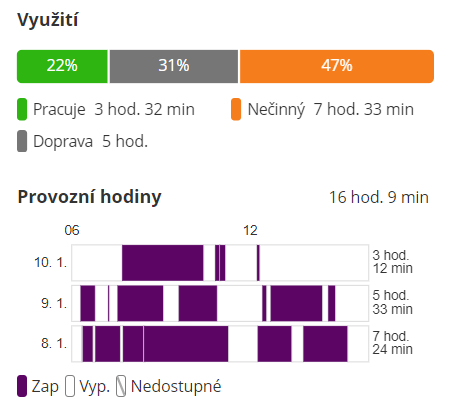 Využití
22% 31% 47%
Pracuje 3 hod. 32 min Nečinný 7 hod. 33 min
Doprava 5 hod.
Provozní hodiny 16 hod. 9 min
06 12
10. 1. 3 hod. 12 min
9. 1. 5 hod. 33 min
8. 1. 7 hod. 24 min
Zap Vyp. Nedostupné